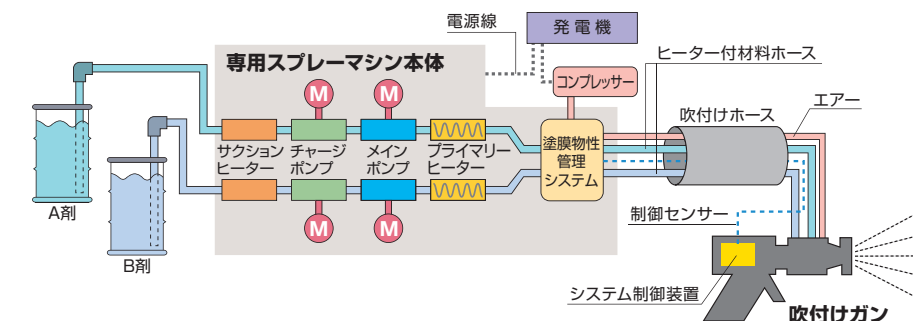 電源線
発電機
専用スプレーマシン本体
ヒーター付材料ホース
コンプレッサー
エアー
吹付けホース
M
M
サクション
ヒーター
チャージ
ポンプ
メイン
ポンプ
プライマリー
ヒーター
塗膜物性
管理
システム
A剤
M
M
制御センサー
B剤
システム制御装置
吹付けガン